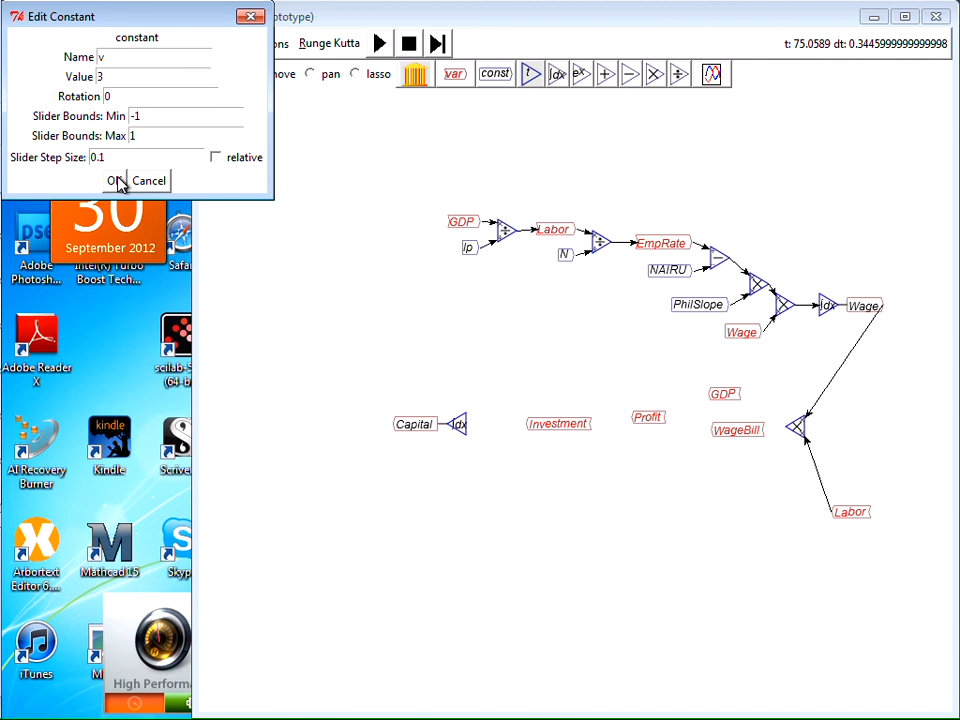 Edit Constant
constant
Name v
Value 3
Rotation 0
Slider Bounds: Min -1
Slider Bounds: Max 1
Slider Step Size: 0.1 relative
Cancel
ototype)
ons Runge Kutta t: 75.0589 dt: 0.3445999999999998
move pan lasso var const t ∫dx eˣ + − × ÷
GDP
lp
÷
Labor
N
÷
EmpRate
NAIRU
−
PhilSlope
×
Wage
×
∫dx
Wage
GDP
Capital
∫dx
Investment
Profit
WageBill
×
Labor
30
September 2012
Adobe Photosh...
Intel(R) Turbo Boost Tech...
Safa
Adobe Reader X
scilab-5
(64-b
AI Recovery Burner
kindle
Kindle
Scrive
Arbortext Editor 6....
Mathcad 15
Skyp
iTunes
M
High Performa